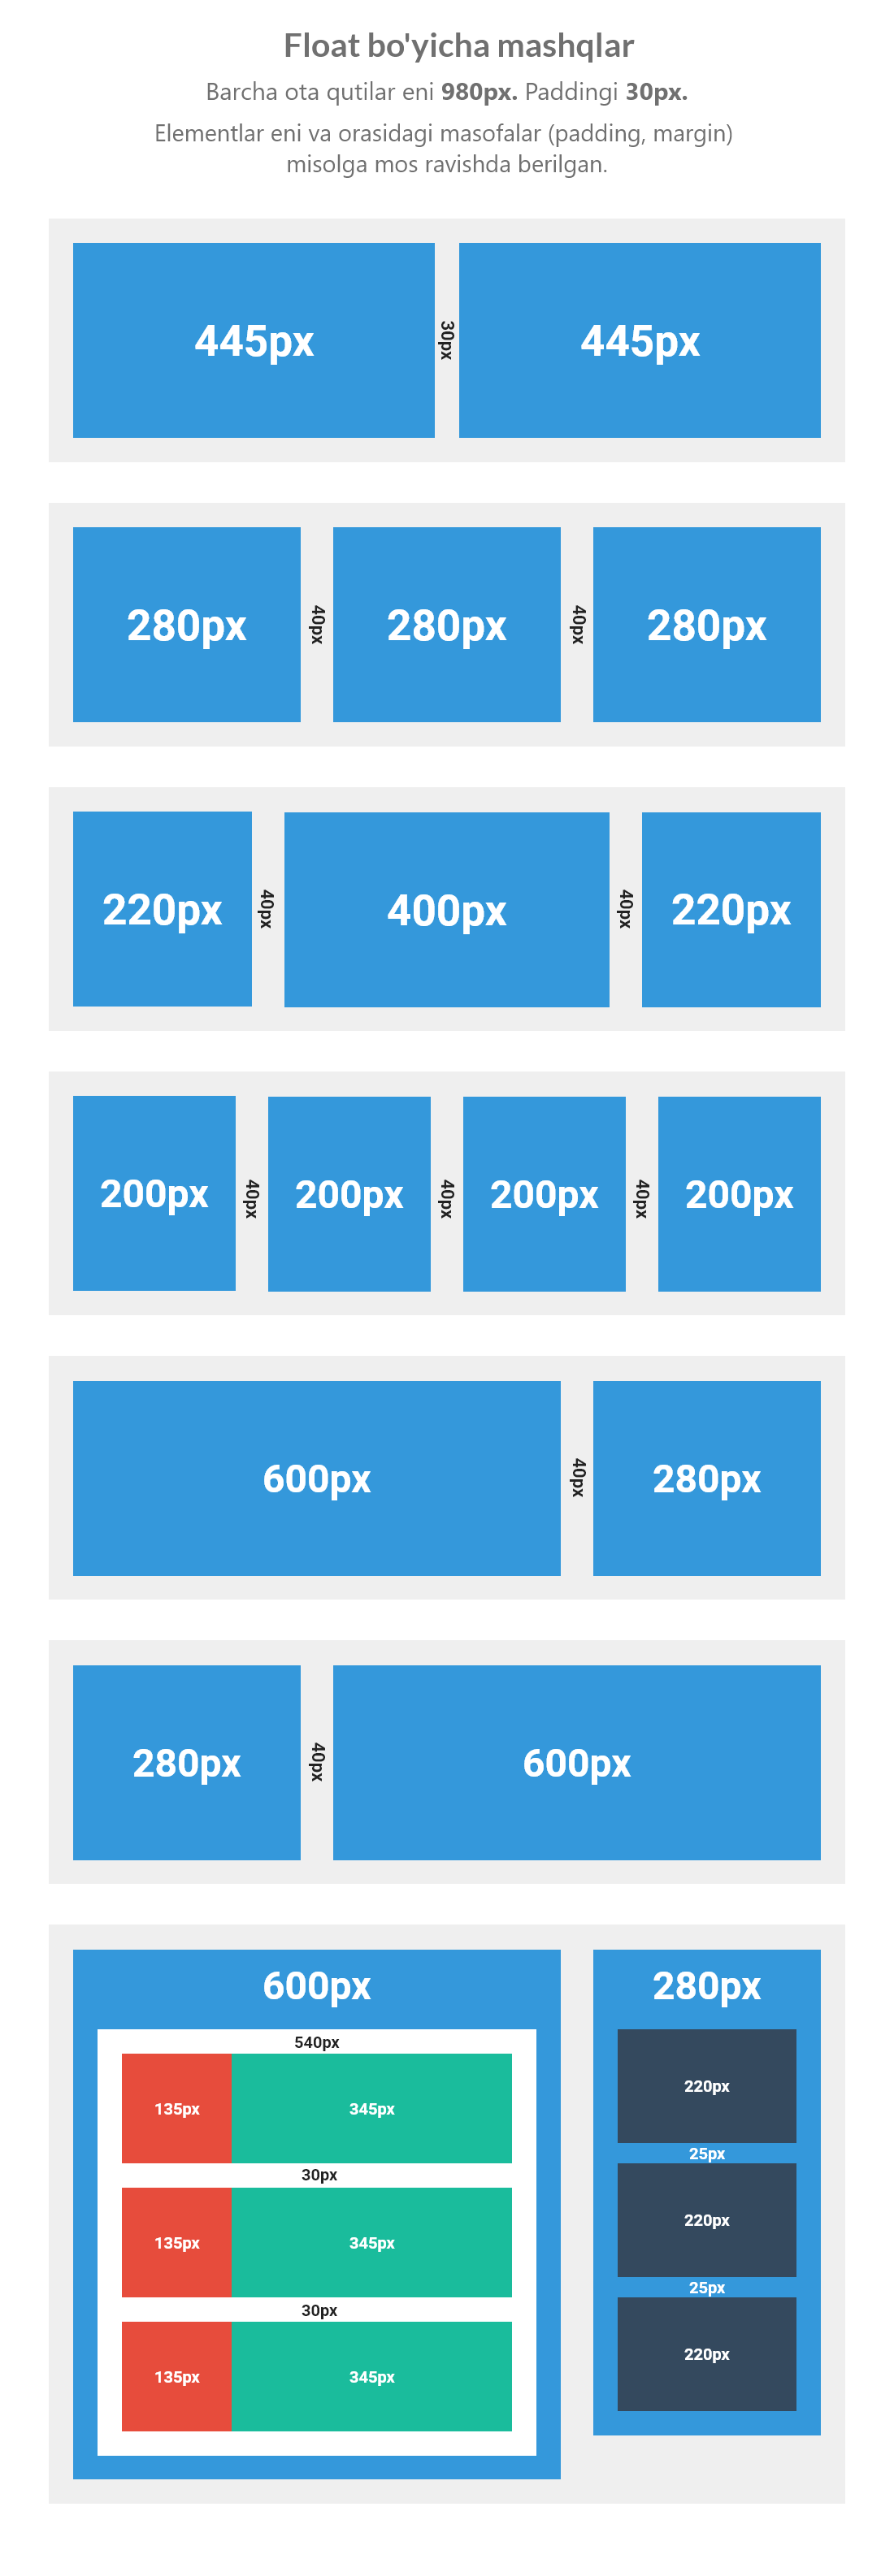 Float bo'yicha mashqlar
Barcha ota qutilar eni 980px. Paddingi 30px.
Elementlar eni va orasidagi masofalar (padding, margin)
misolga mos ravishda berilgan.
445px
30px
445px
280px
40px
280px
40px
280px
220px
40px
400px
40px
220px
200px
40px
200px
40px
200px
40px
200px
600px
40px
280px
280px
40px
600px
600px
540px
135px
345px
30px
135px
345px
30px
135px
345px
280px
220px
25px
220px
25px
220px